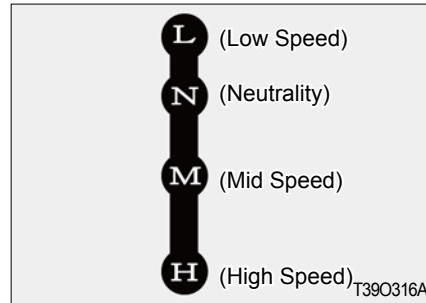 L (Low Speed)
N (Neutrality)
M (Mid Speed)
H (High Speed)
T39O316A